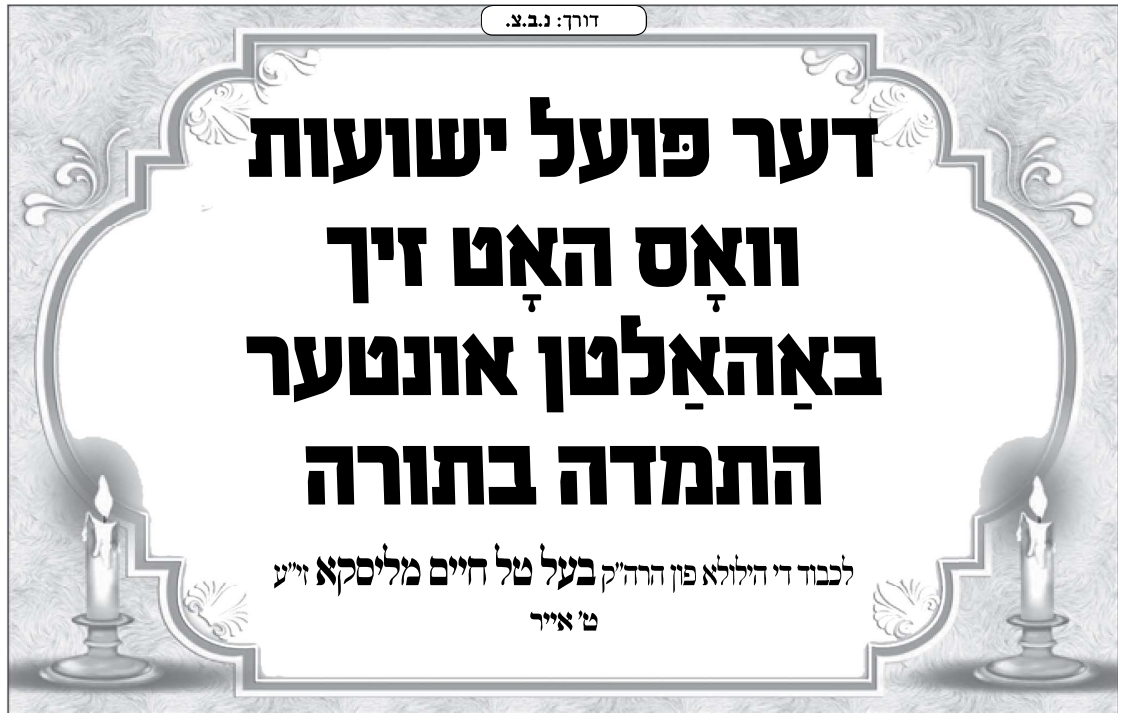 דורך: נ.ב.צ.
דער פּועל ישועות
וואָס האָט זיך
באַהאַלטן אונטער
התמדה בתורה
לכבוד די הילולא פון הרה"ק בעל טל חיים מליסקא זי"ע
ט' אייר